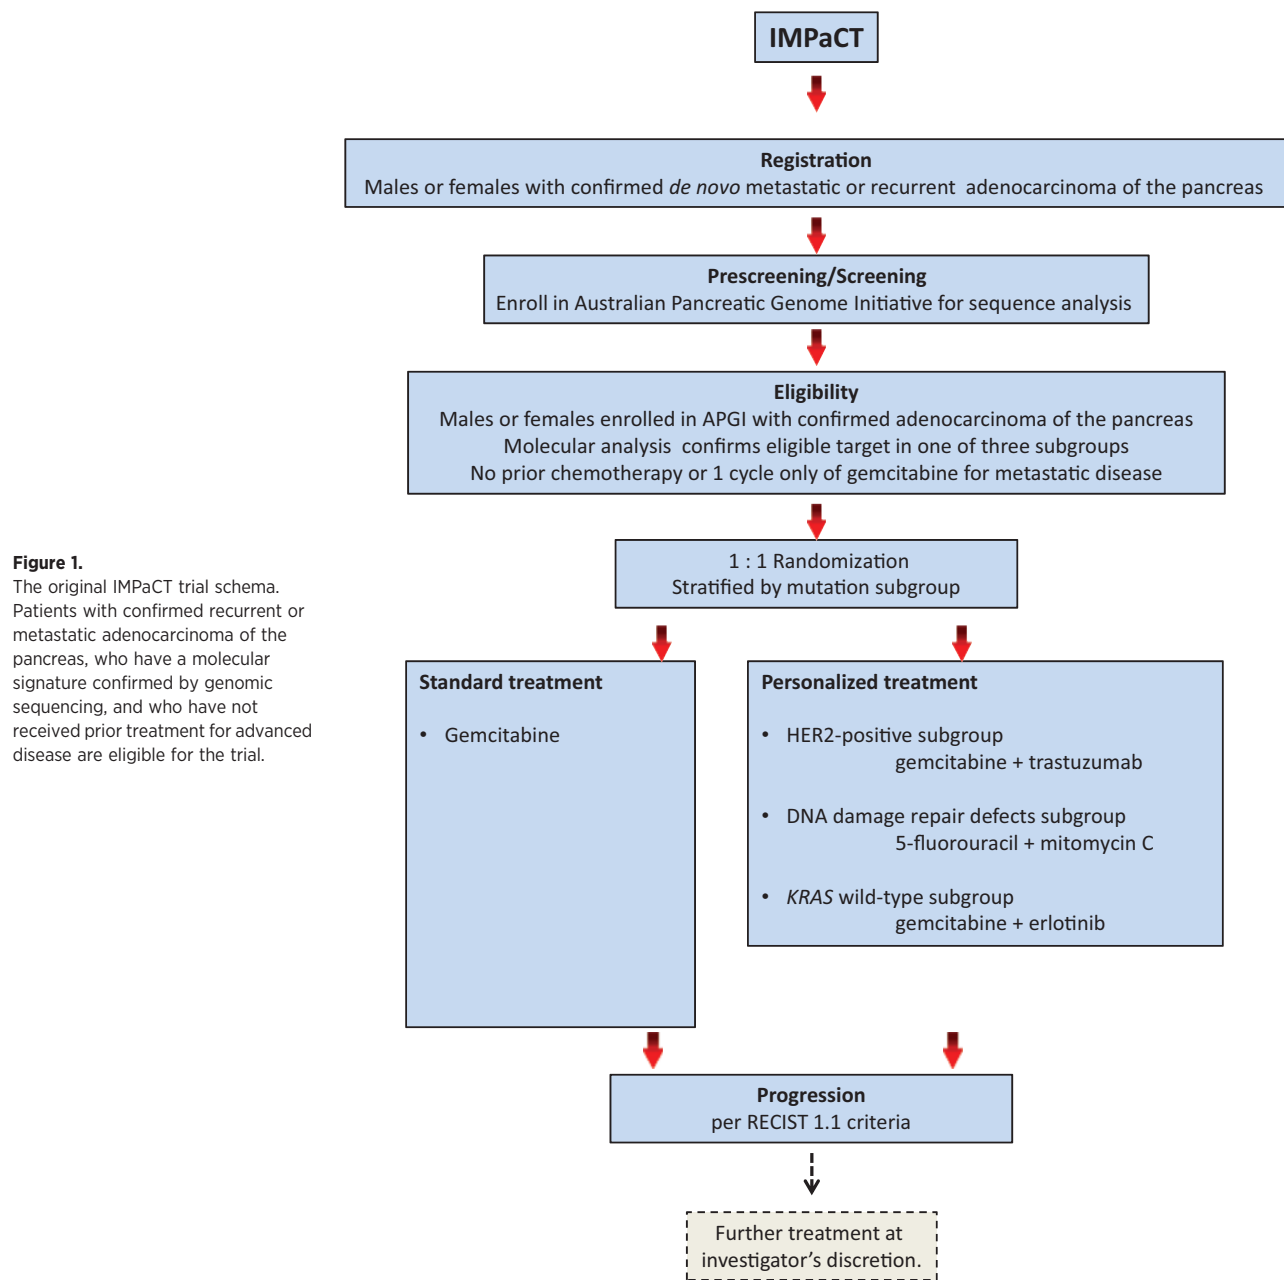 IMPaCT
Registration
Males or females with confirmed de novo metastatic or recurrent adenocarcinoma of the pancreas
Prescreening/Screening
Enroll in Australian Pancreatic Genome Initiative for sequence analysis
Eligibility
Males or females enrolled in APGI with confirmed adenocarcinoma of the pancreas
Molecular analysis confirms eligible target in one of three subgroups
No prior chemotherapy or 1 cycle only of gemcitabine for metastatic disease
Figure 1.
The original IMPaCT trial schema.
Patients with confirmed recurrent or
metastatic adenocarcinoma of the
pancreas, who have a molecular
signature confirmed by genomic
sequencing, and who have not
received prior treatment for advanced
disease are eligible for the trial.
1 : 1 Randomization
Stratified by mutation subgroup
Standard treatment
• Gemcitabine
Personalized treatment
• HER2-positive subgroup
gemcitabine + trastuzumab
• DNA damage repair defects subgroup
5-fluorouracil + mitomycin C
• KRAS wild-type subgroup
gemcitabine + erlotinib
Progression
per RECIST 1.1 criteria
Further treatment at
investigator’s discretion.